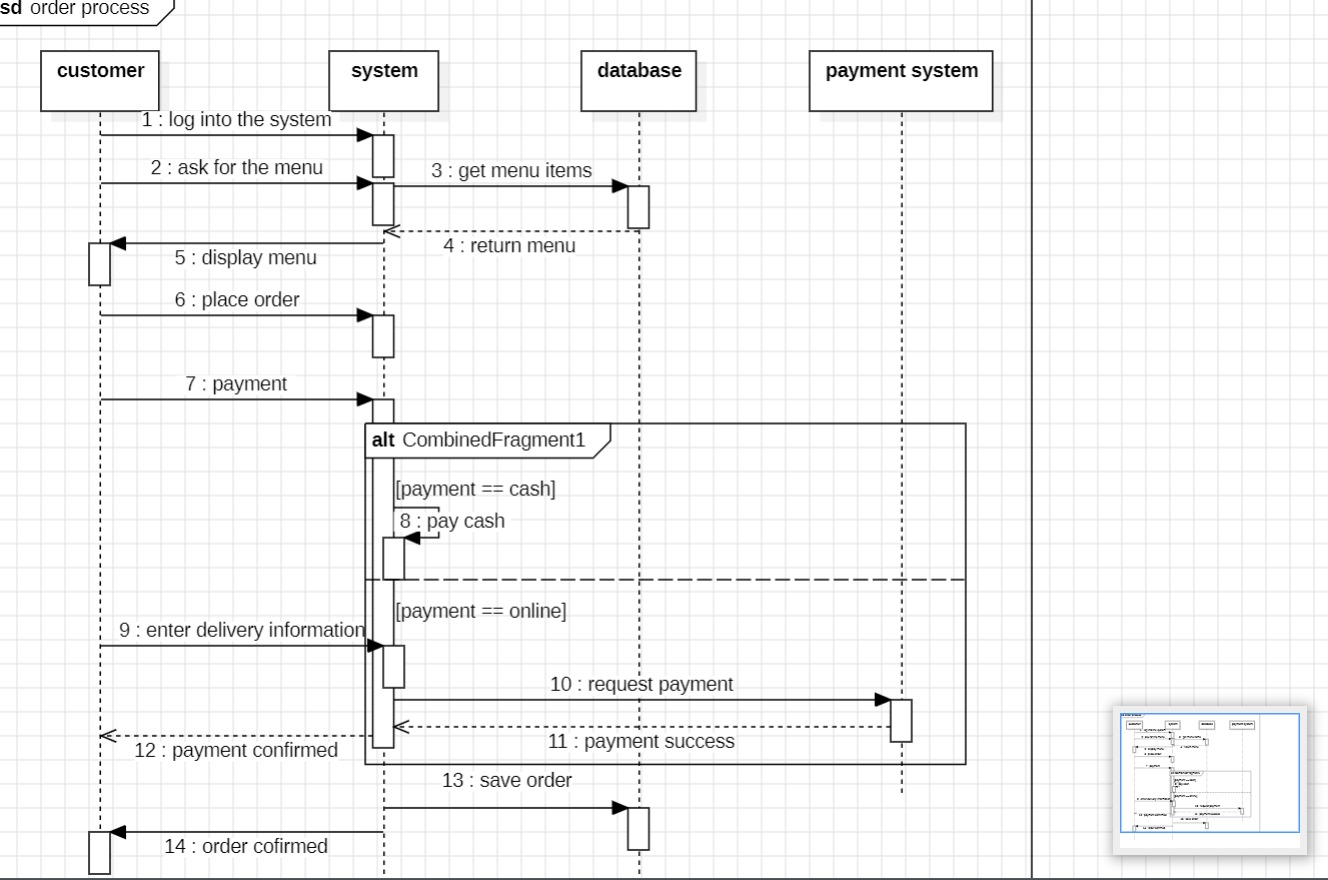 sd order process
customer
system
database
payment system
1 : log into the system
2 : ask for the menu
3 : get menu items
4 : return menu
5 : display menu
6 : place order
7 : payment
alt CombinedFragment1
[payment == cash]
8 : pay cash
[payment == online]
9 : enter delivery information
10 : request payment
11 : payment success
12 : payment confirmed
13 : save order
14 : order cofirmed